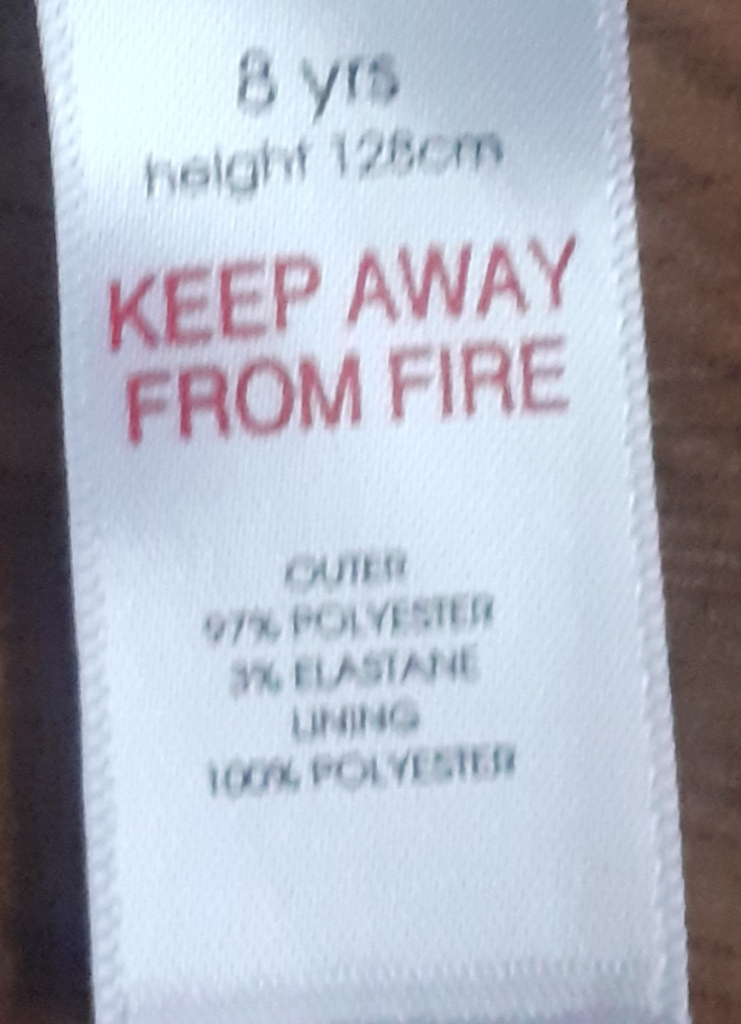 8 yrs
height 128cm
KEEP AWAY
FROM FIRE
OUTER
97% POLYESTER
3% ELASTANE
LINING
100% POLYESTER